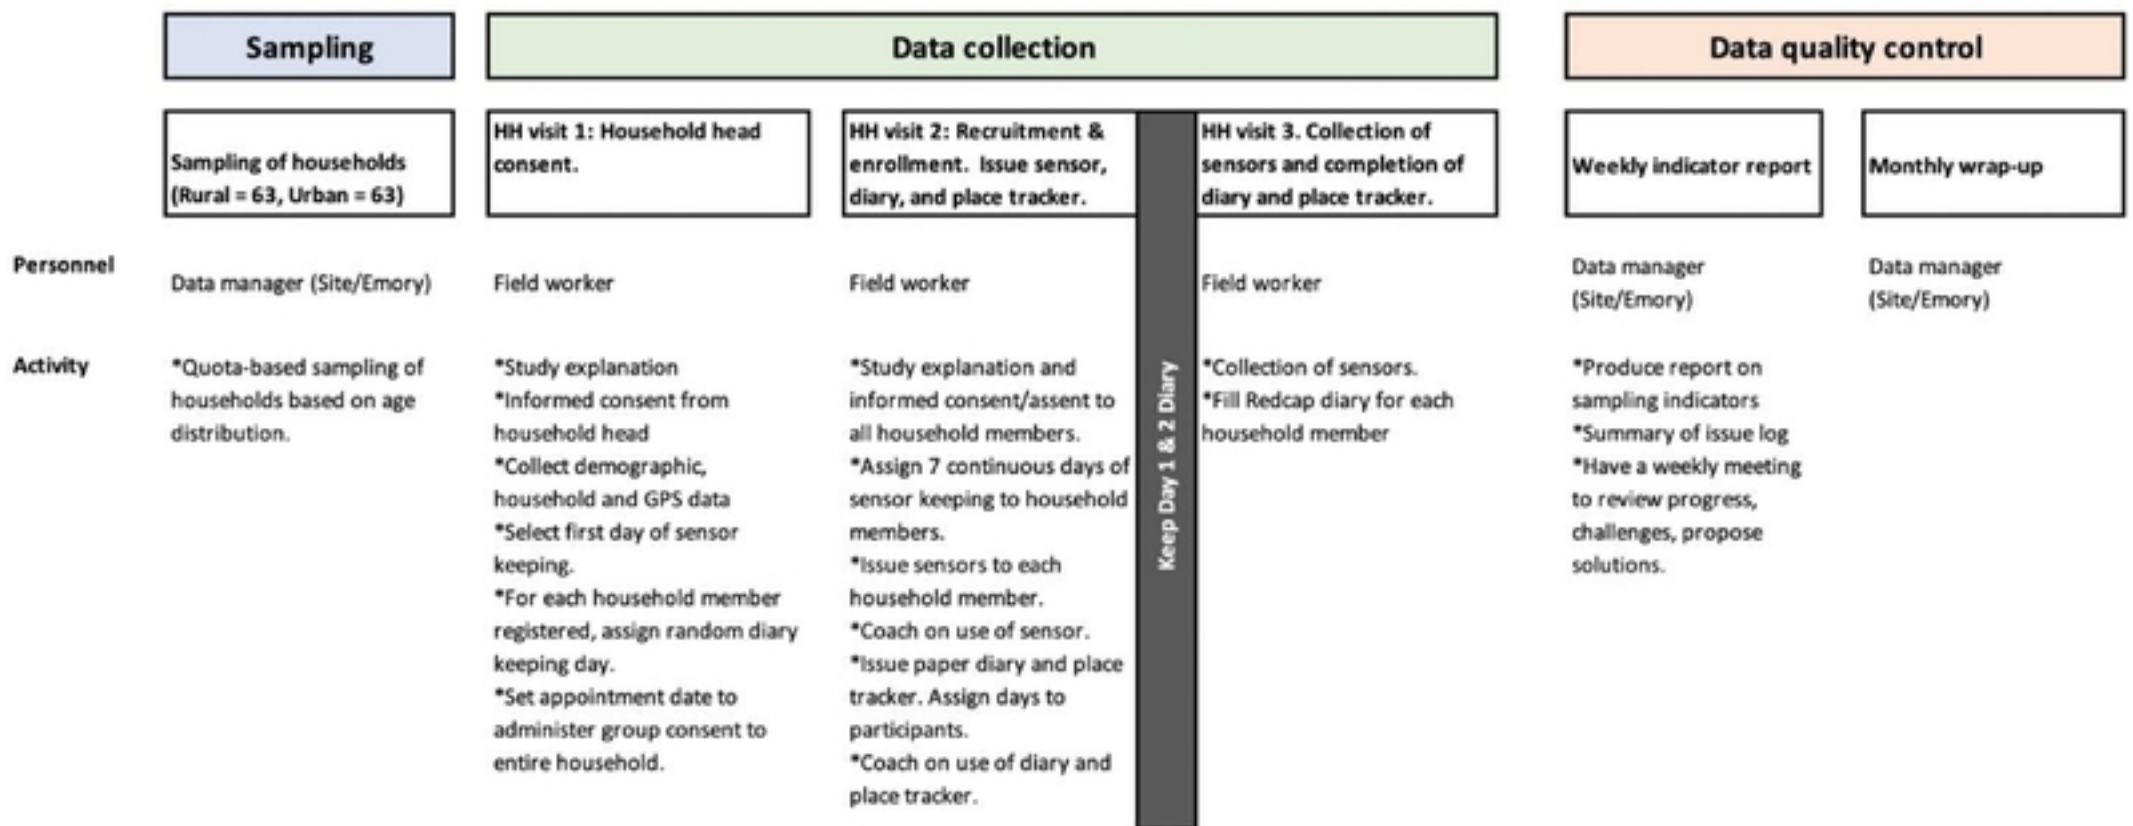 Sampling
Data collection
Data quality control
Sampling of households
(Rural = 63, Urban = 63)
HH visit 1: Household head
consent.
HH visit 2: Recruitment &
enrollment.  Issue sensor,
diary, and place tracker.
HH visit 3. Collection of
sensors and completion of
diary and place tracker.
Weekly indicator report
Monthly wrap-up
Personnel
Data manager (Site/Emory)
Field worker
Field worker
Field worker
Data manager
(Site/Emory)
Data manager
(Site/Emory)
Activity
*Quota-based sampling of
households based on age
distribution.
*Study explanation
*Informed consent from
household head
*Collect demographic,
household and GPS data
*Select first day of sensor
keeping.
*For each household member
registered, assign random diary
keeping day.
*Set appointment date to
administer group consent to
entire household.
*Study explanation and
informed consent/assent to
all household members.
*Assign 7 continuous days of
sensor keeping to household
members.
*Issue sensors to each
household member.
*Coach on use of sensor.
*Issue paper diary and place
tracker. Assign days to
participants.
*Coach on use of diary and
place tracker.
Keep Day 1 & 2 Diary
*Collection of sensors.
*Fill Redcap diary for each
household member
*Produce report on
sampling indicators
*Summary of issue log
*Have a weekly meeting
to review progress,
challenges, propose
solutions.